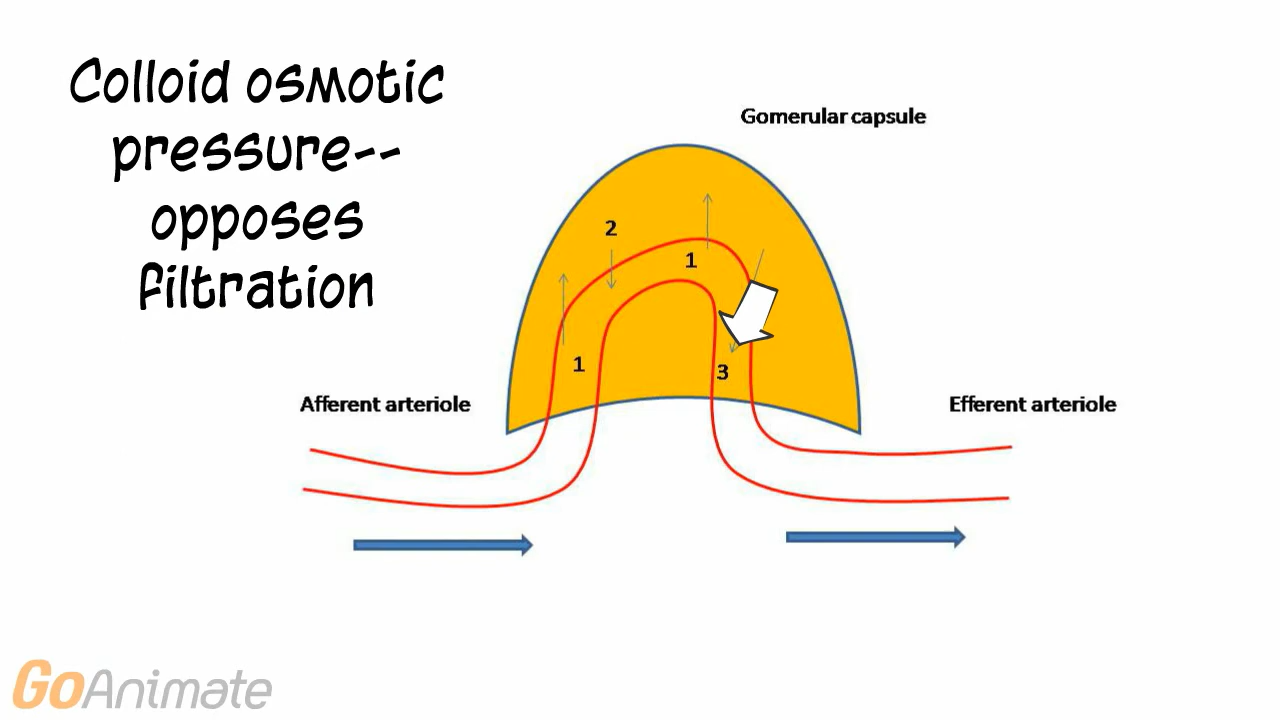 Colloid osmotic
pressure--
opposes
filtration
Gomerular capsule
2
1
1
3
Afferent arteriole
Efferent arteriole
GoAnimate